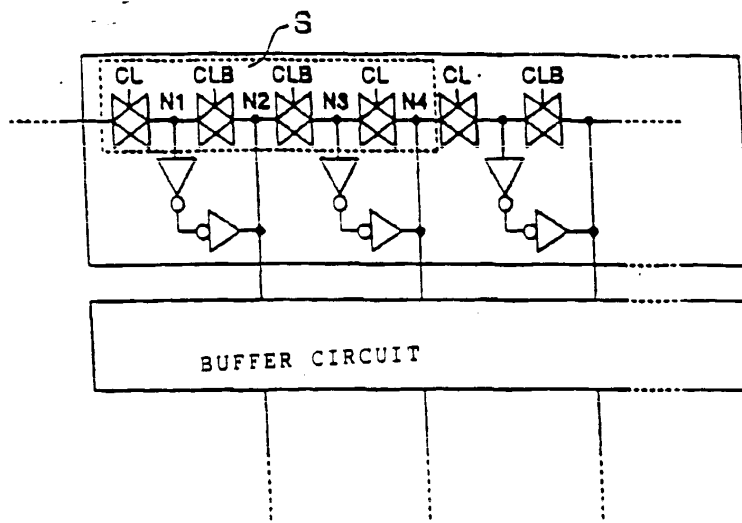 S
CL CLB CLB CL CL CLB
N1 N2 N3 N4
BUFFER CIRCUIT